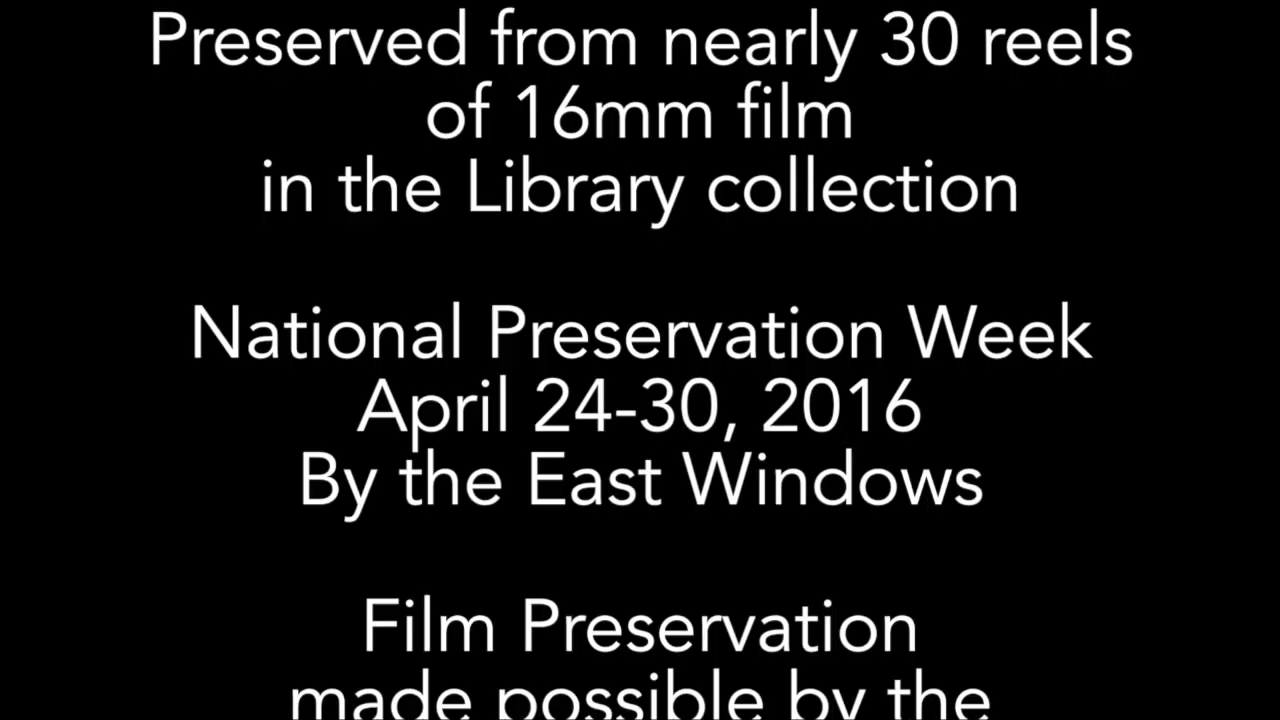 Preserved from nearly 30 reels
of 16mm film
in the Library collection
National Preservation Week
April 24-30, 2016
By the East Windows
Film Preservation
made possible by the